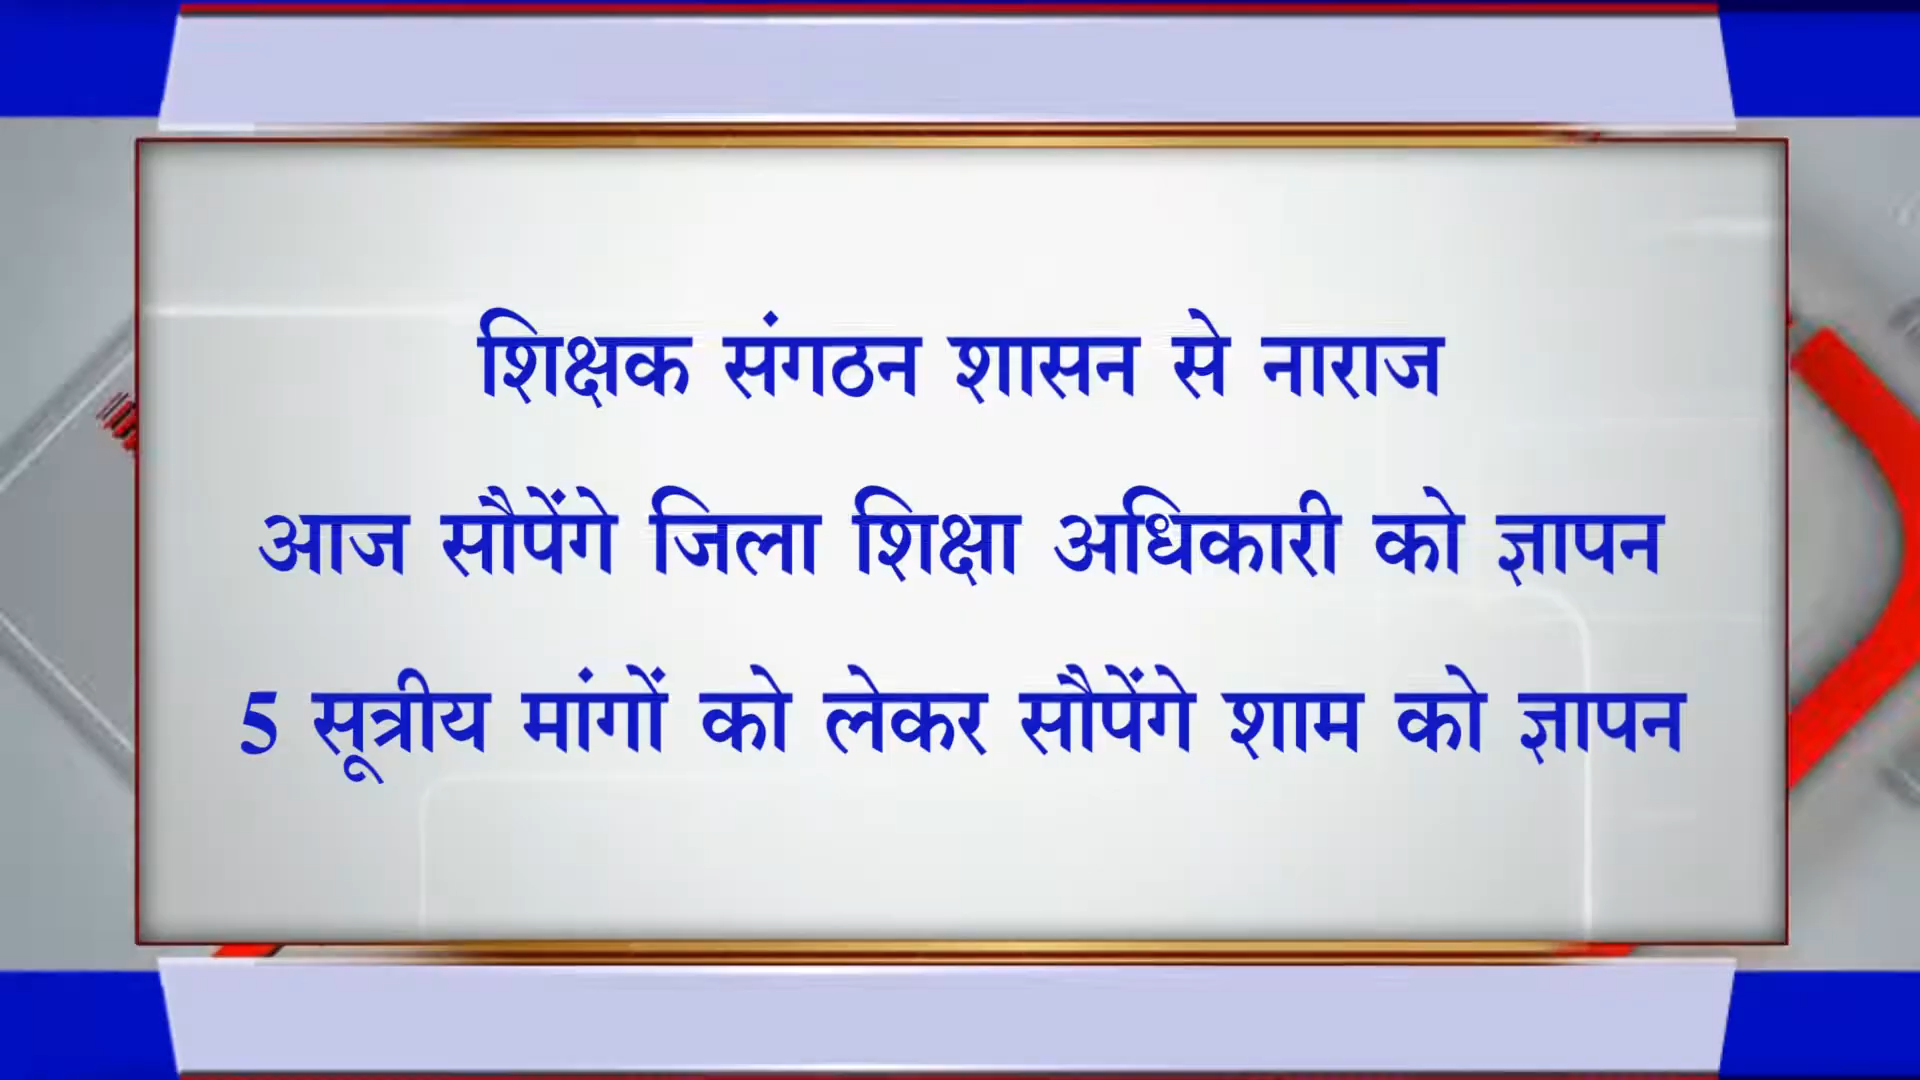 शिक्षक संगठन शासन से नाराज
आज सौपेंगे जिला शिक्षा अधिकारी को ज्ञापन
5 सूत्रीय मांगों को लेकर सौपेंगे शाम को ज्ञापन